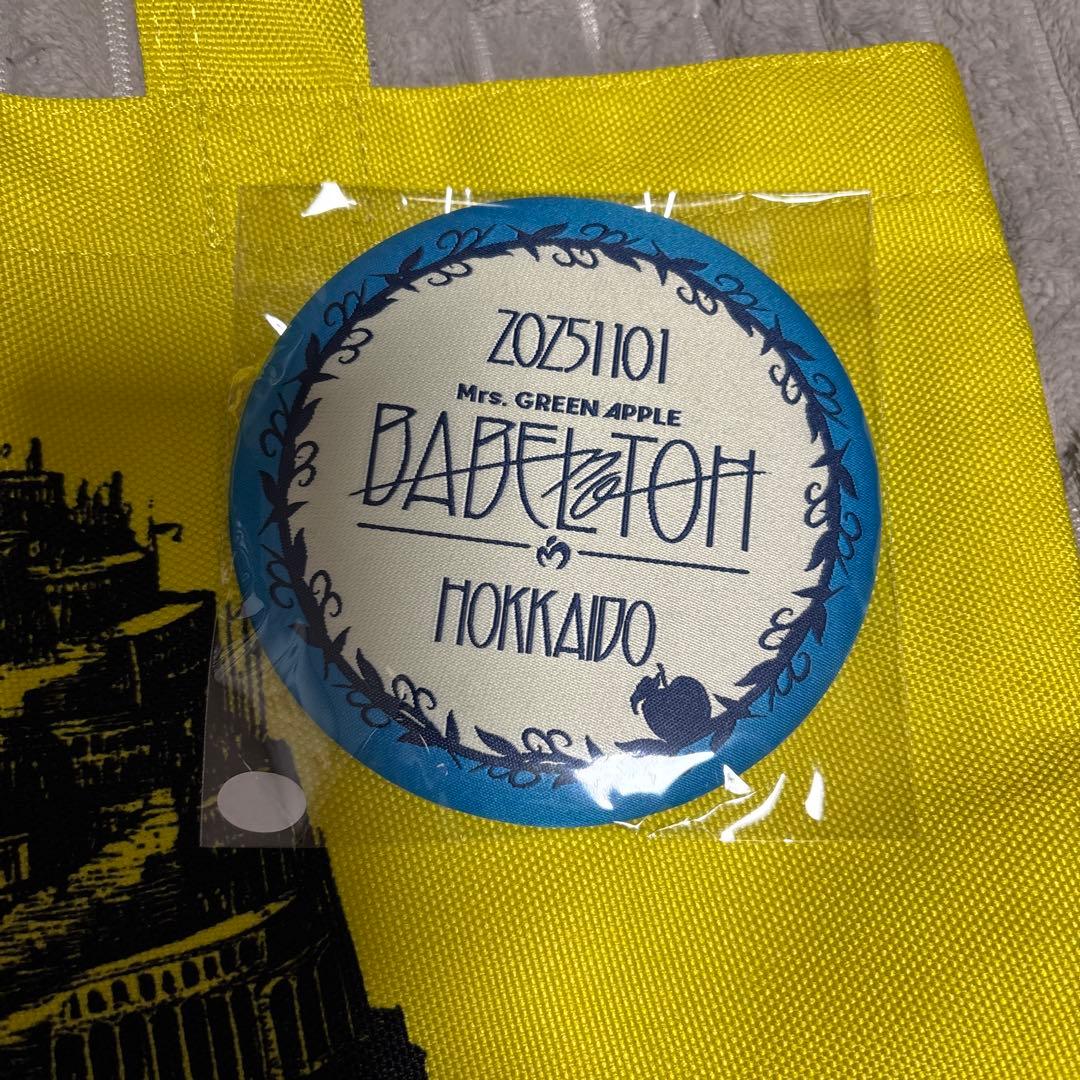 20251101
Mrs. GREEN APPLE
BABEL no TOH
HOKKAIDO